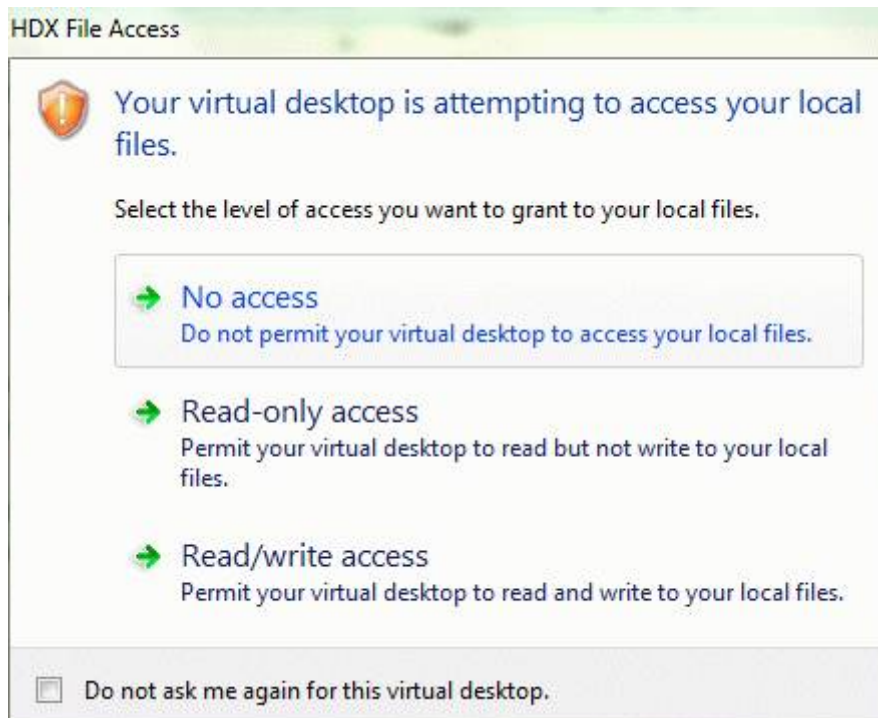 HDX File Access
Your virtual desktop is attempting to access your local
files.
Select the level of access you want to grant to your local files.
No access
Do not permit your virtual desktop to access your local files.
Read-only access
Permit your virtual desktop to read but not write to your local
files.
Read/write access
Permit your virtual desktop to read and write to your local files.
Do not ask me again for this virtual desktop.